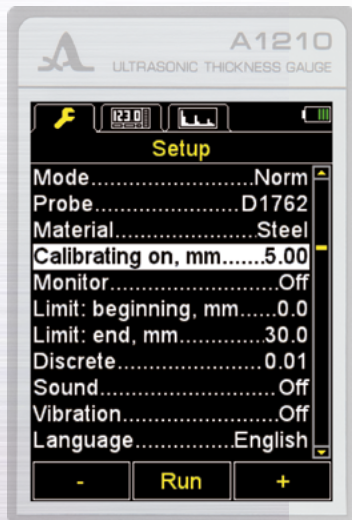 A1210
ULTRASONIC THICKNESS GAUGE
123.0
Setup
Mode....................Norm
Probe..................D1762
Material..................Steel
Calibrating on, mm.......5.00
Monitor.....................Off
Limit: beginning, mm......0.0
Limit: end, mm.............30.0
Discrete...................0.01
Sound.......................Off
Vibration...................Off
Language...............English
- Run +